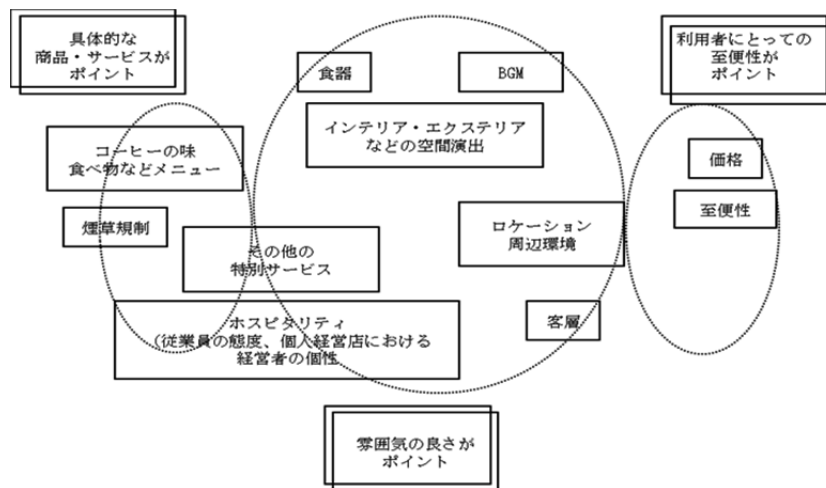 具体的な
商品・サービスが
ポイント
利用者にとっての
至便性が
ポイント
食器
BGM
インテリア・エクステリア
などの空間演出
コーヒーの味
食べ物などメニュー
価格
至便性
煙草規制
その他の
特別サービス
ロケーション
周辺環境
ホスピタリティ
(従業員の態度、個人経営店における
経営者の個性
客層
雰囲気の良さが
ポイント